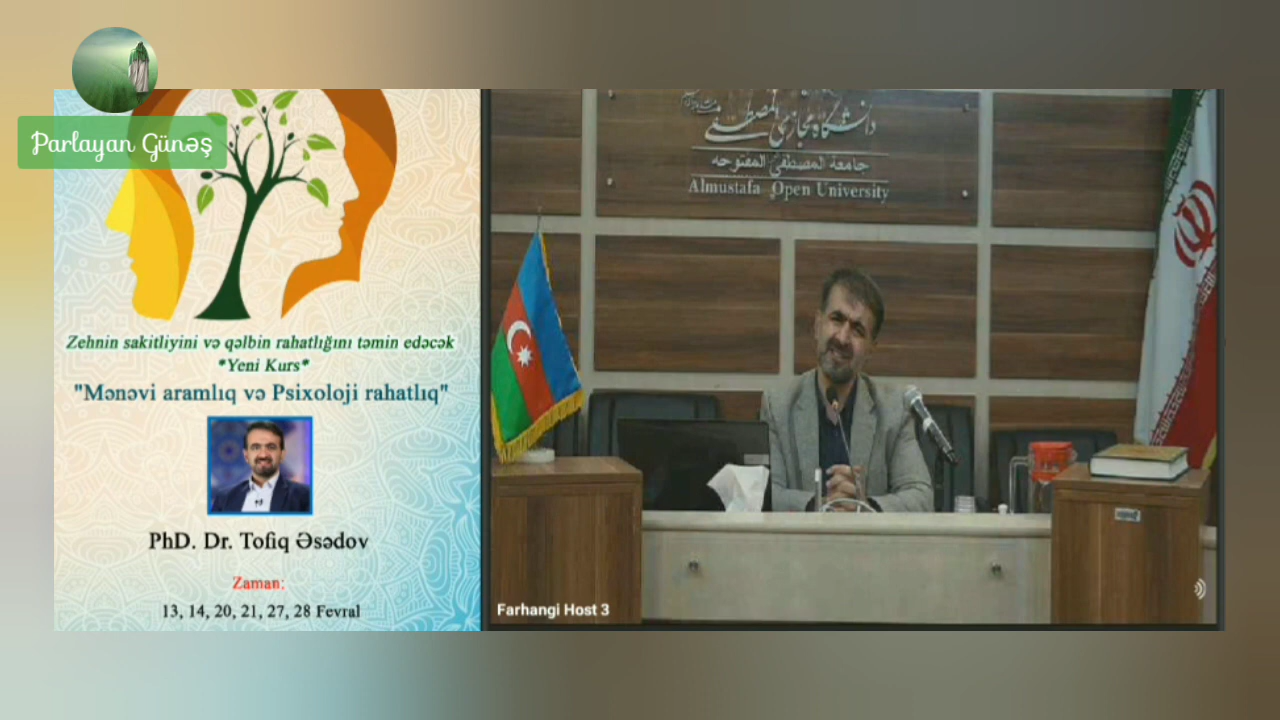 Parlayan Günəş
Zehnin sakitliyini və qəlbin rahatlığını təmin edəcək
*Yeni Kurs*
"Mənəvi aramlıq və Psixoloji rahatlıq"
PhD. Dr. Tofiq Əsədov
Zaman:
13, 14, 20, 21, 27, 28 Fevral
دانشگاه مجازی المصطفی
جامعة المصطفی المفتوحه
Almustafa Open University
Farhangi Host 3